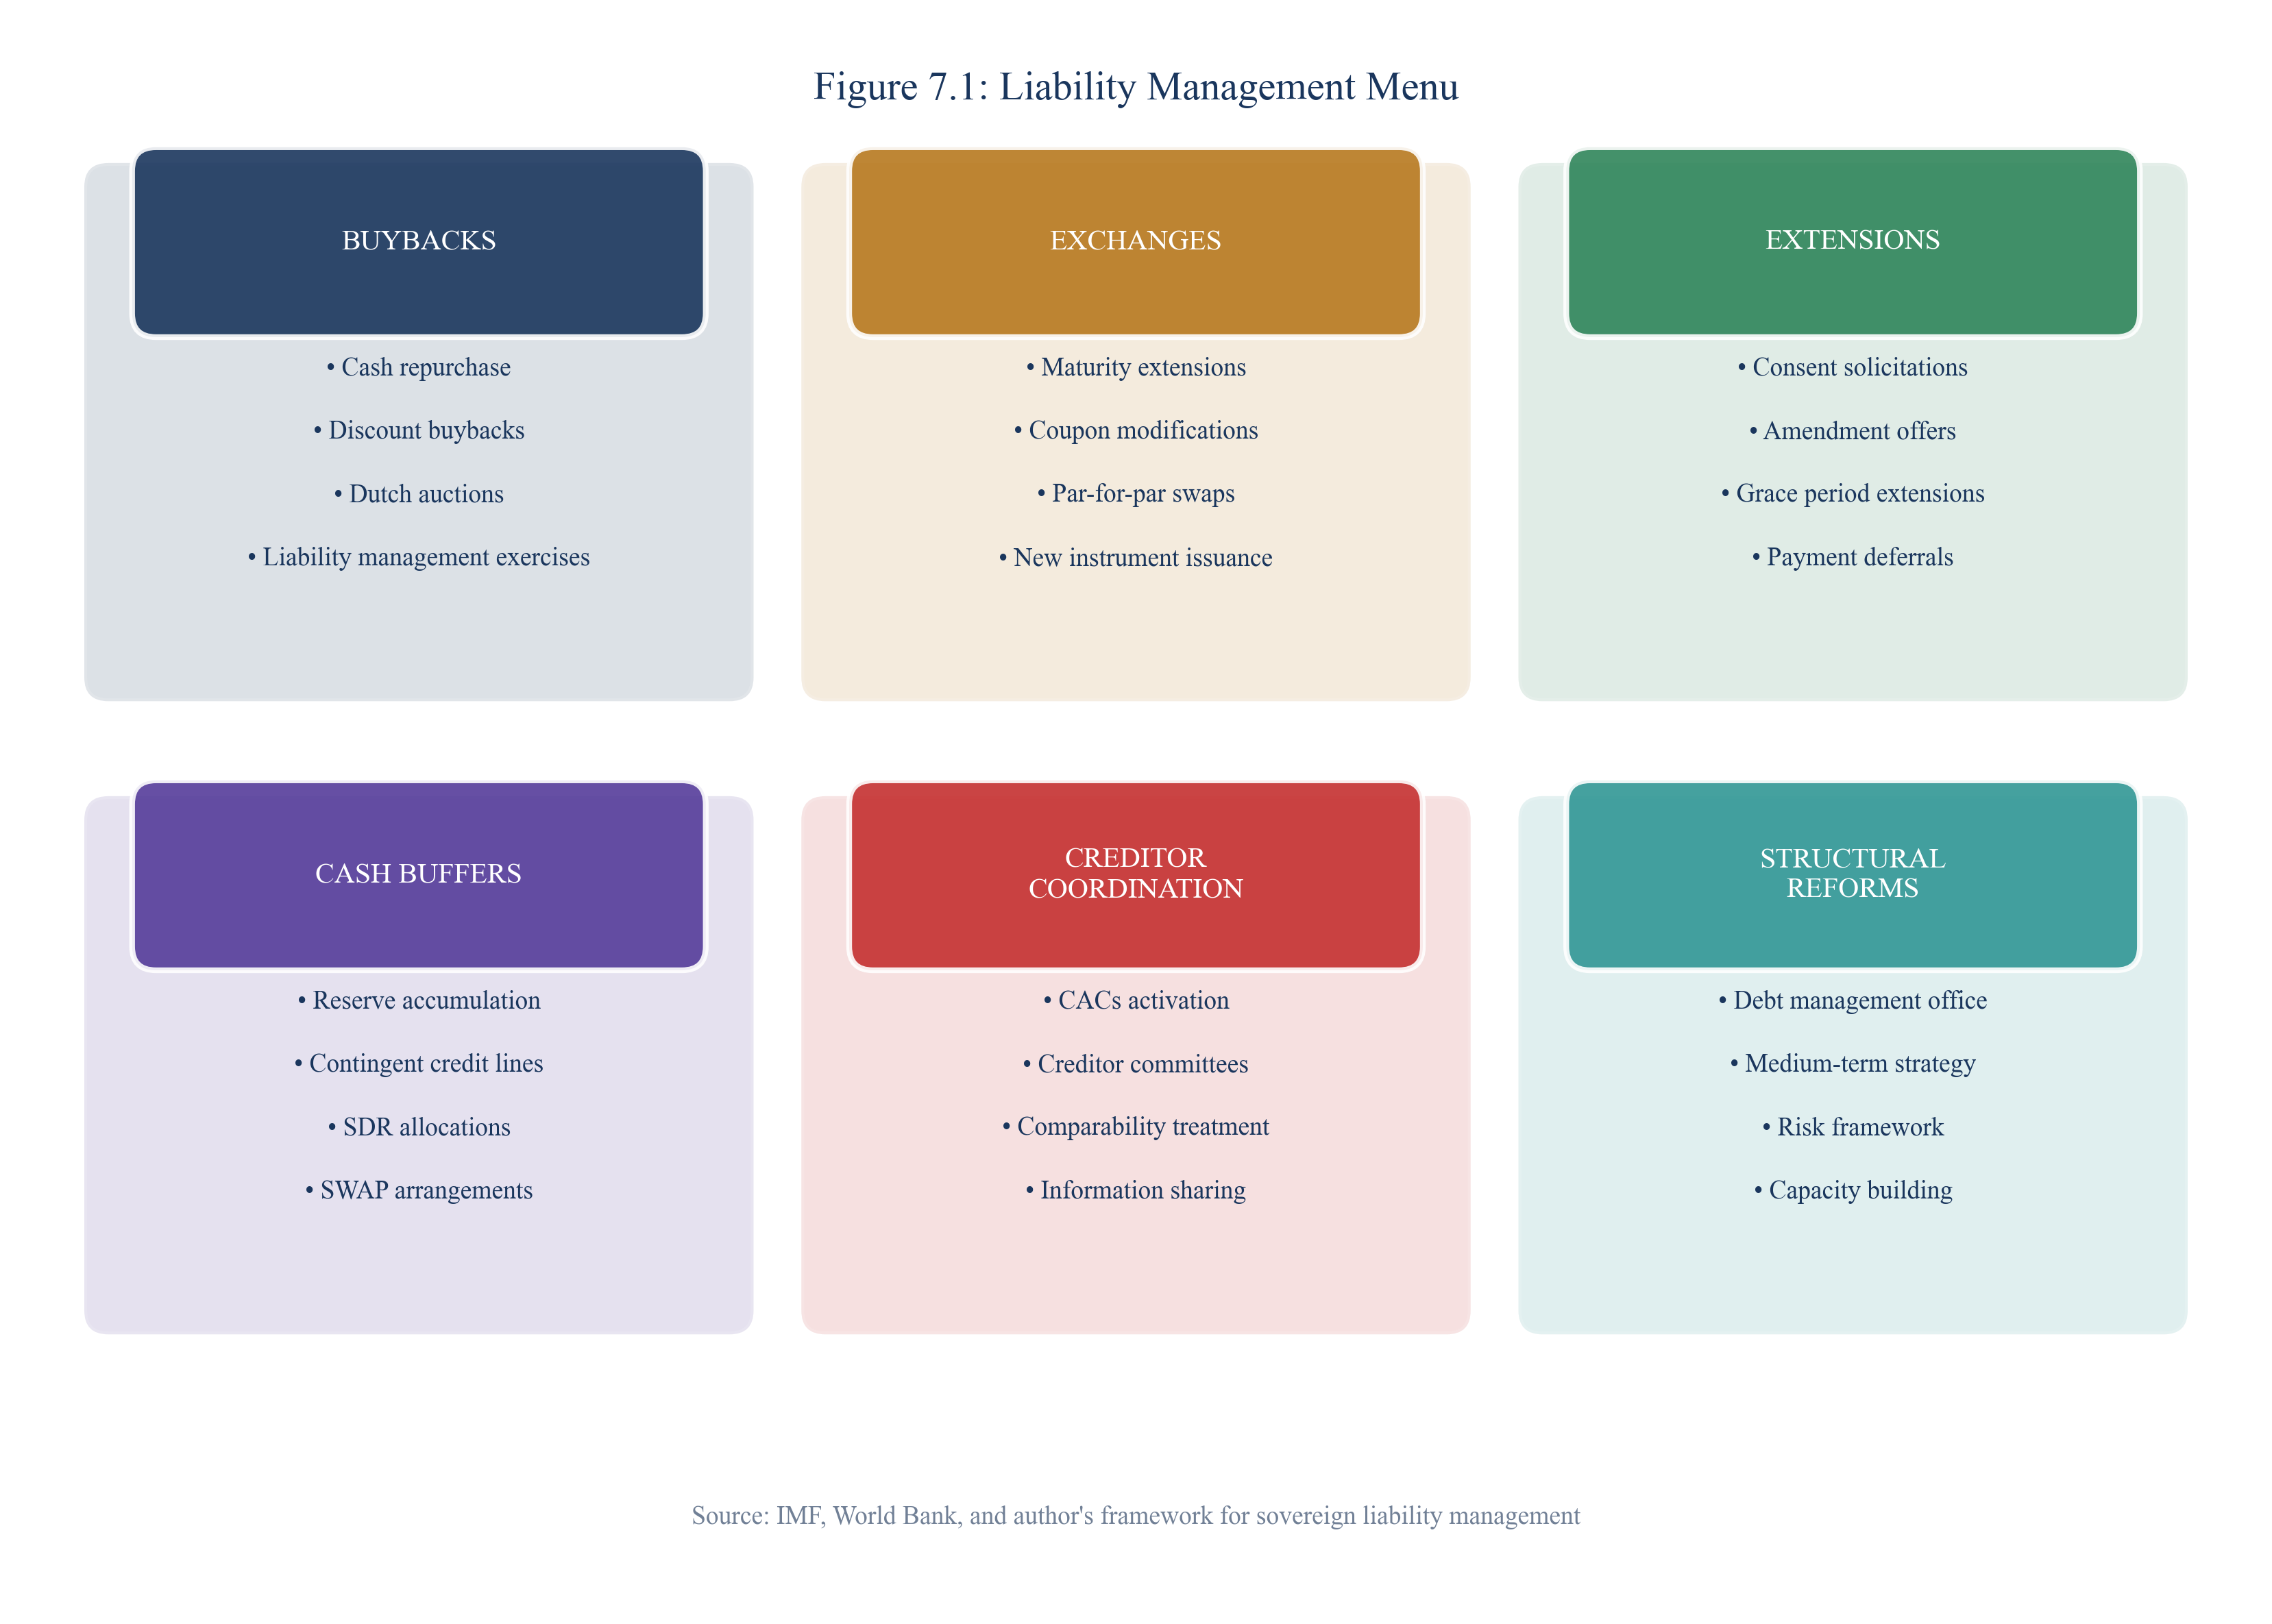 Figure 7.1: Liability Management Menu
BUYBACKS
• Cash repurchase
• Discount buybacks
• Dutch auctions
• Liability management exercises
EXCHANGES
• Maturity extensions
• Coupon modifications
• Par-for-par swaps
• New instrument issuance
EXTENSIONS
• Consent solicitations
• Amendment offers
• Grace period extensions
• Payment deferrals
CASH BUFFERS
• Reserve accumulation
• Contingent credit lines
• SDR allocations
• SWAP arrangements
CREDITOR
COORDINATION
• CACs activation
• Creditor committees
• Comparability treatment
• Information sharing
STRUCTURAL
REFORMS
• Debt management office
• Medium-term strategy
• Risk framework
• Capacity building
Source: IMF, World Bank, and author's framework for sovereign liability management